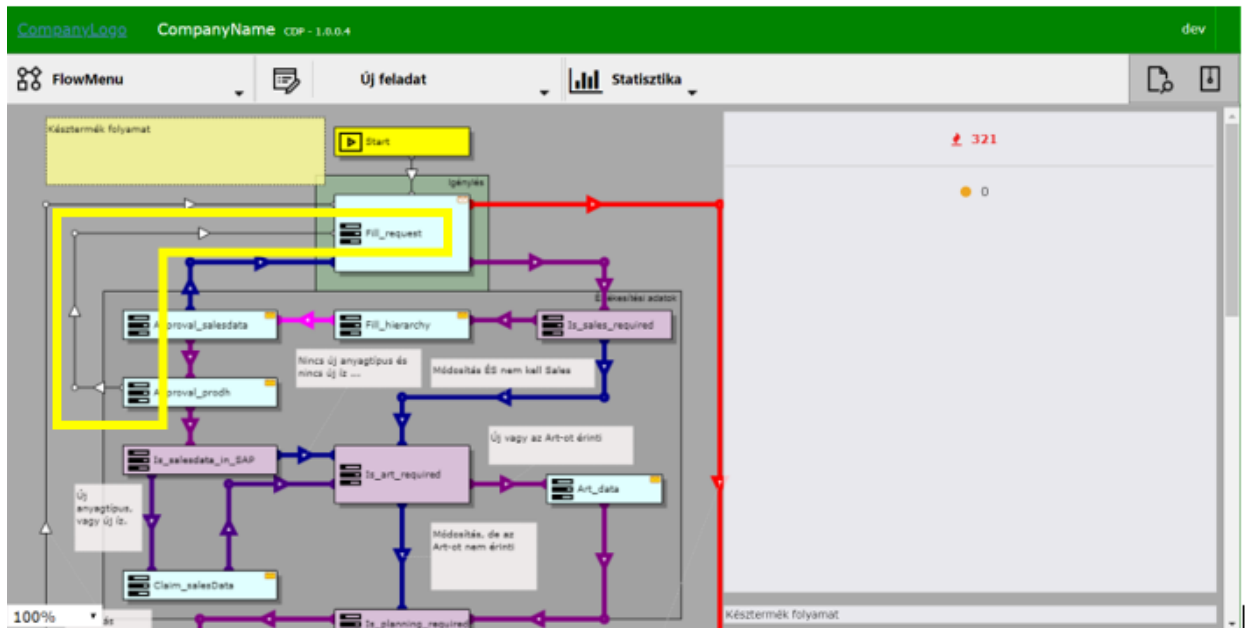 CompanyLogo CompanyName CDP - 1.0.0.4 dev
FlowMenu Új feladat Statisztika
Késztermék folyamat
Start
321
Igénylés
0
Fill_request
Értékesítési adatok
Approval_salesdata Fill_hierarchy Is_sales_required
Nincs új anyagtípus és
nincs új íz ...
Módosítás ÉS nem kell Sales
Approval_prodh
Új vagy az Art-ot érinti
Is_salesdata_in_SAP
Is_art_required
Art_data
Új
anyagtípus,
vagy új íz.
Módosítás, de az
Art-ot nem érinti
Claim_salesData
100%
ás
Is_planning_required
Késztermék folyamat